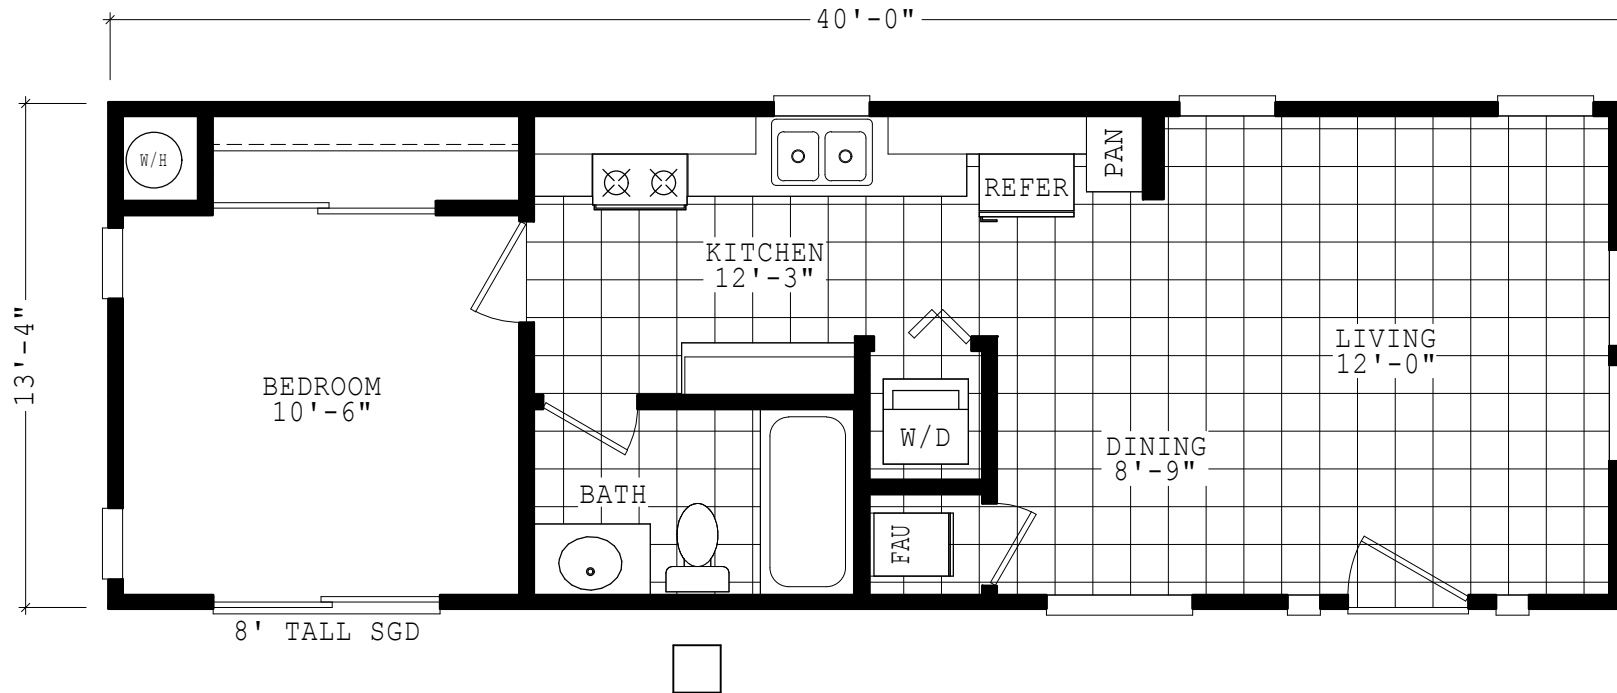 40'-0"
13'-4"
W/H
PAN
REFER
KITCHEN
12'-3"
LIVING
12'-0"
BEDROOM
10'-6"
W/D
DINING
8'-9"
BATH
FAU
8' TALL SGD